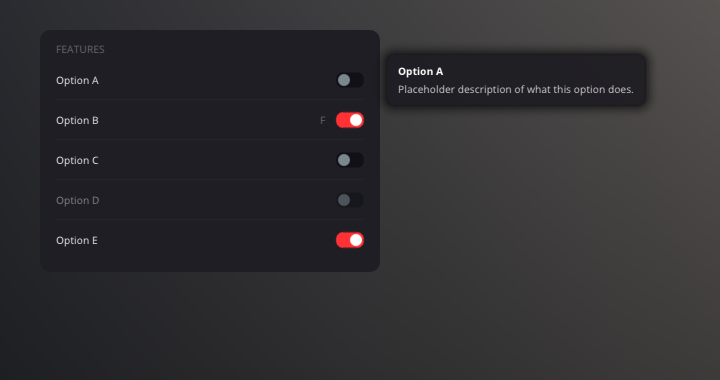 FEATURES
Option A
Option B F
Option C
Option D
Option E
Option A
Placeholder description of what this option does.